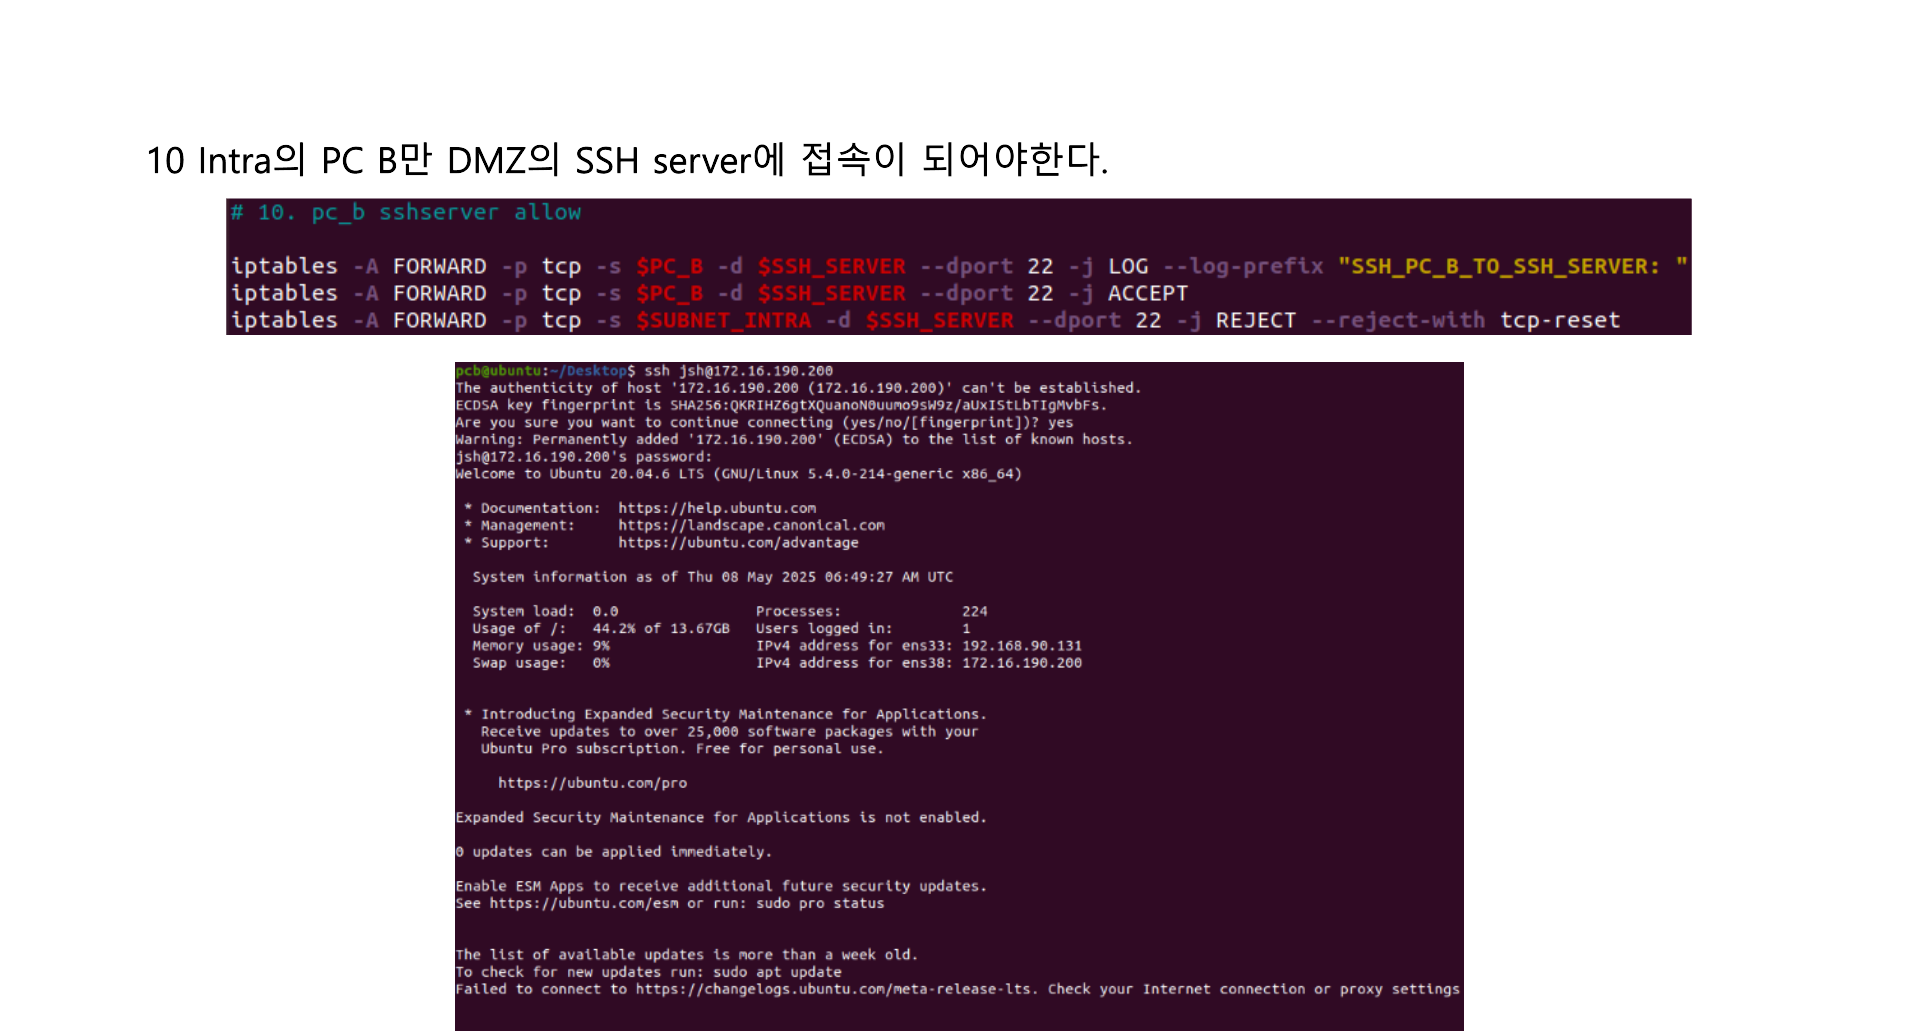 10 Intra의 PC B만 DMZ의 SSH server에 접속이 되어야한다.
# 10. pc_b sshserver allow
iptables -A FORWARD -p tcp -s $PC_B -d $SSH_SERVER --dport 22 -j LOG --log-prefix "SSH_PC_B_TO_SSH_SERVER: "
iptables -A FORWARD -p tcp -s $PC_B -d $SSH_SERVER --dport 22 -j ACCEPT
iptables -A FORWARD -p tcp -s $SUBNET_INTRA -d $SSH_SERVER --dport 22 -j REJECT --reject-with tcp-reset
pcb@ubuntu:~/Desktop$ ssh jsh@172.16.190.200
The authenticity of host '172.16.190.200 (172.16.190.200)' can't be established.
ECDSA key fingerprint is SHA256:QKRIHZ6gtXQuanoN0uumo9sW9z/aUxIStLbTIgMvbFs.
Are you sure you want to continue connecting (yes/no/[fingerprint])? yes
Warning: Permanently added '172.16.190.200' (ECDSA) to the list of known hosts.
jsh@172.16.190.200's password:
Welcome to Ubuntu 20.04.6 LTS (GNU/Linux 5.4.0-214-generic x86_64)
* Documentation: https://help.ubuntu.com
* Management: https://landscape.canonical.com
* Support: https://ubuntu.com/advantage
System information as of Thu 08 May 2025 06:49:27 AM UTC
System load: 0.0 Processes: 224
Usage of /: 44.2% of 13.67GB Users logged in: 1
Memory usage: 9% IPv4 address for ens33: 192.168.90.131
Swap usage: 0% IPv4 address for ens38: 172.16.190.200
* Introducing Expanded Security Maintenance for Applications.
Receive updates to over 25,000 software packages with your
Ubuntu Pro subscription. Free for personal use.
https://ubuntu.com/pro
Expanded Security Maintenance for Applications is not enabled.
0 updates can be applied immediately.
Enable ESM Apps to receive additional future security updates.
See https://ubuntu.com/esm or run: sudo pro status
The list of available updates is more than a week old.
To check for new updates run: sudo apt update
Failed to connect to https://changelogs.ubuntu.com/meta-release-lts. Check your Internet connection or proxy settings